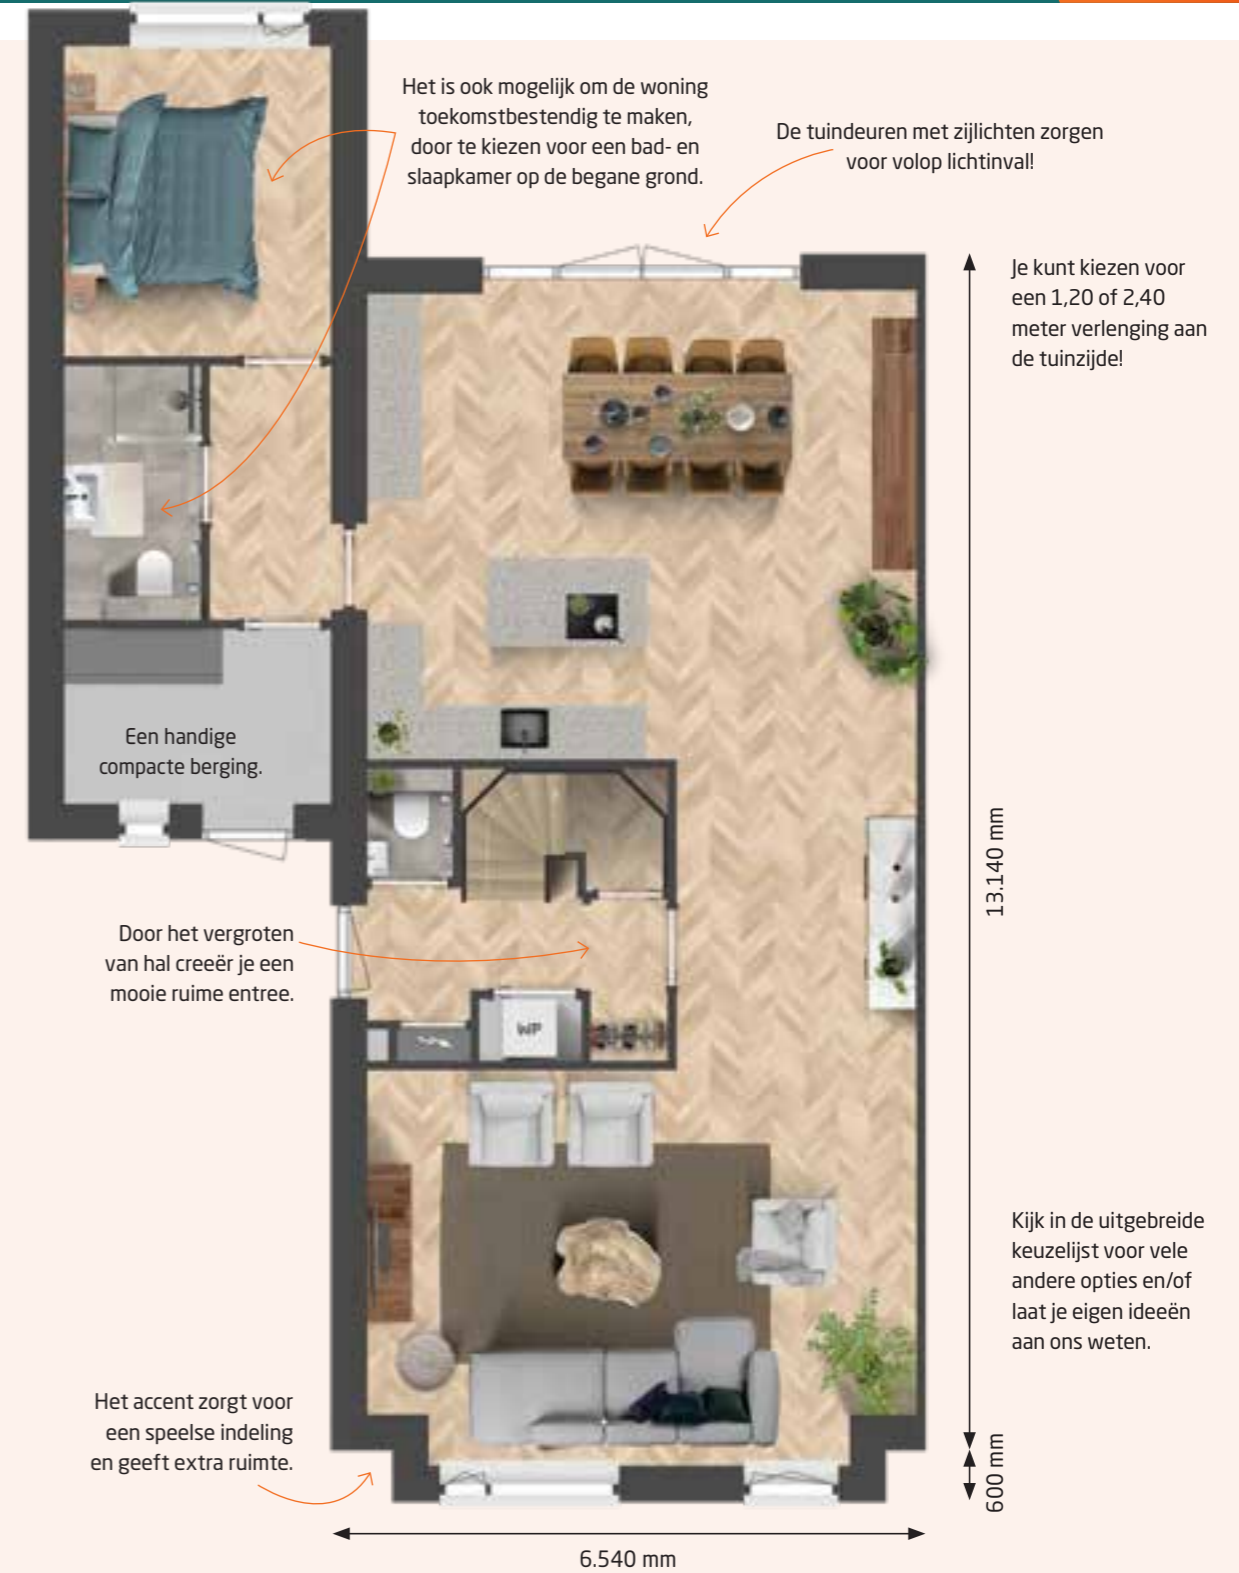 Het is ook mogelijk om de woning
toekomstbestendig te maken,
door te kiezen voor een bad- en
slaapkamer op de begane grond.
De tuindeuren met zijlichten zorgen
voor volop lichtinval!
Je kunt kiezen voor
een 1,20 of 2,40
meter verlenging aan
de tuinzijde!
Een handige
compacte berging.
13.140 mm
Door het vergroten
van hal creeër je een
mooie ruime entree.
WP
Kijk in de uitgebreide
keuzelijst voor vele
andere opties en/of
laat je eigen ideeën
aan ons weten.
Het accent zorgt voor
een speelse indeling
en geeft extra ruimte.
600 mm
6.540 mm